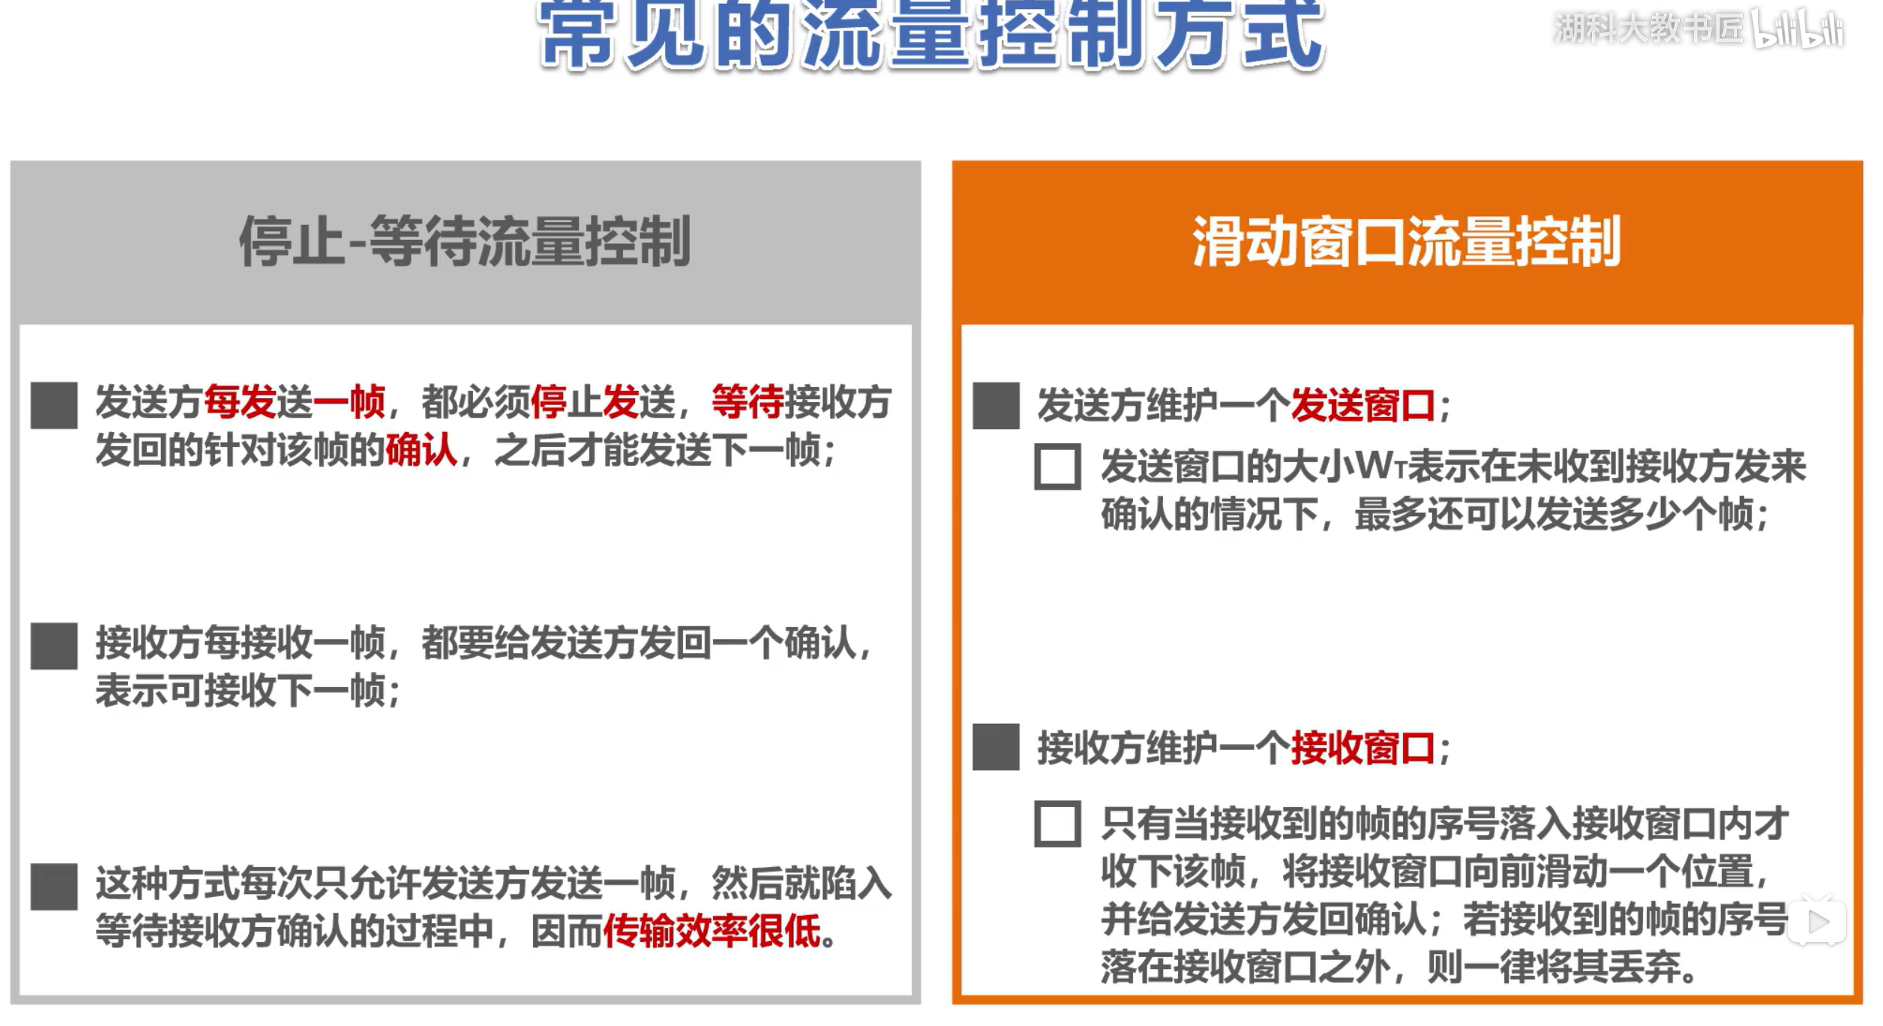 常见的流量控制方式
湖科大教书匠 bilibili
停止-等待流量控制
发送方每发送一帧，都必须停止发送，等待接收方
发回的针对该帧的确认，之后才能发送下一帧；
接收方每接收一帧，都要给发送方发回一个确认，
表示可接收下一帧；
这种方式每次只允许发送方发送一帧，然后就陷入
等待接收方确认的过程中，因而传输效率很低。
滑动窗口流量控制
发送方维护一个发送窗口；
发送窗口的大小WT表示在未收到接收方发来
确认的情况下，最多还可以发送多少个帧；
接收方维护一个接收窗口；
只有当接收到的帧的序号落入接收窗口内才
收下该帧，将接收窗口向前滑动一个位置，
并给发送方发回确认；若接收到的帧的序号
落在接收窗口之外，则一律将其丢弃。